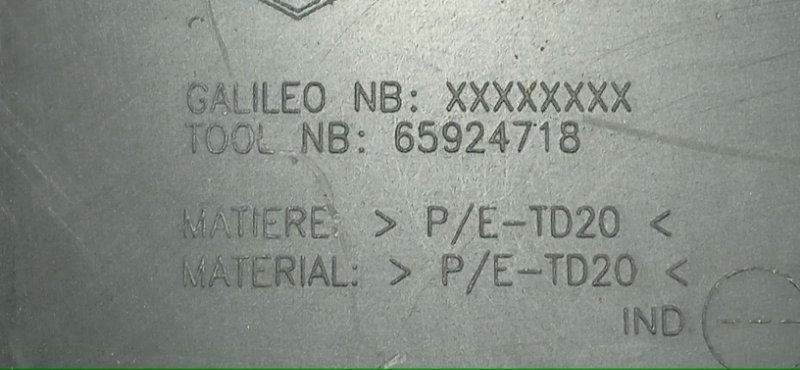 GALILEO NB: XXXXXXXX
TOOL NB: 65924718
MATIERE: > P/E-TD20 <
MATERIAL: > P/E-TD20 <
IND ---